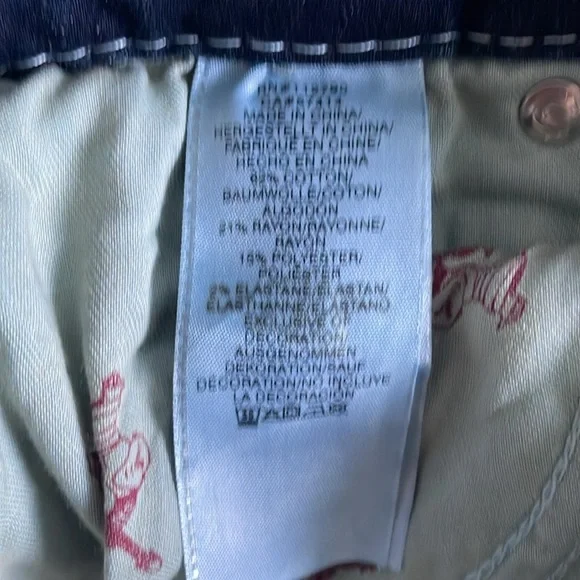 MADE IN CHINA/
HERGESTELLT IN CHINA/
FABRIQUE EN CHINE/
HECHO EN CHINA
COTTON/
BAUMWOLLE/COTON/
ALGODON
21% RAYON/RAYONNE/
RAYON
POLYESTER/
POLIESTER
2% ELASTANE/ELASTAN/
ELASTHANNE/ELASTANO
EXCLUSIVE OF
DECORATION/
AUSGENOMMEN
DEKORATION/SAUF
DECORATION/NO INCLUYE
LA DECORACION